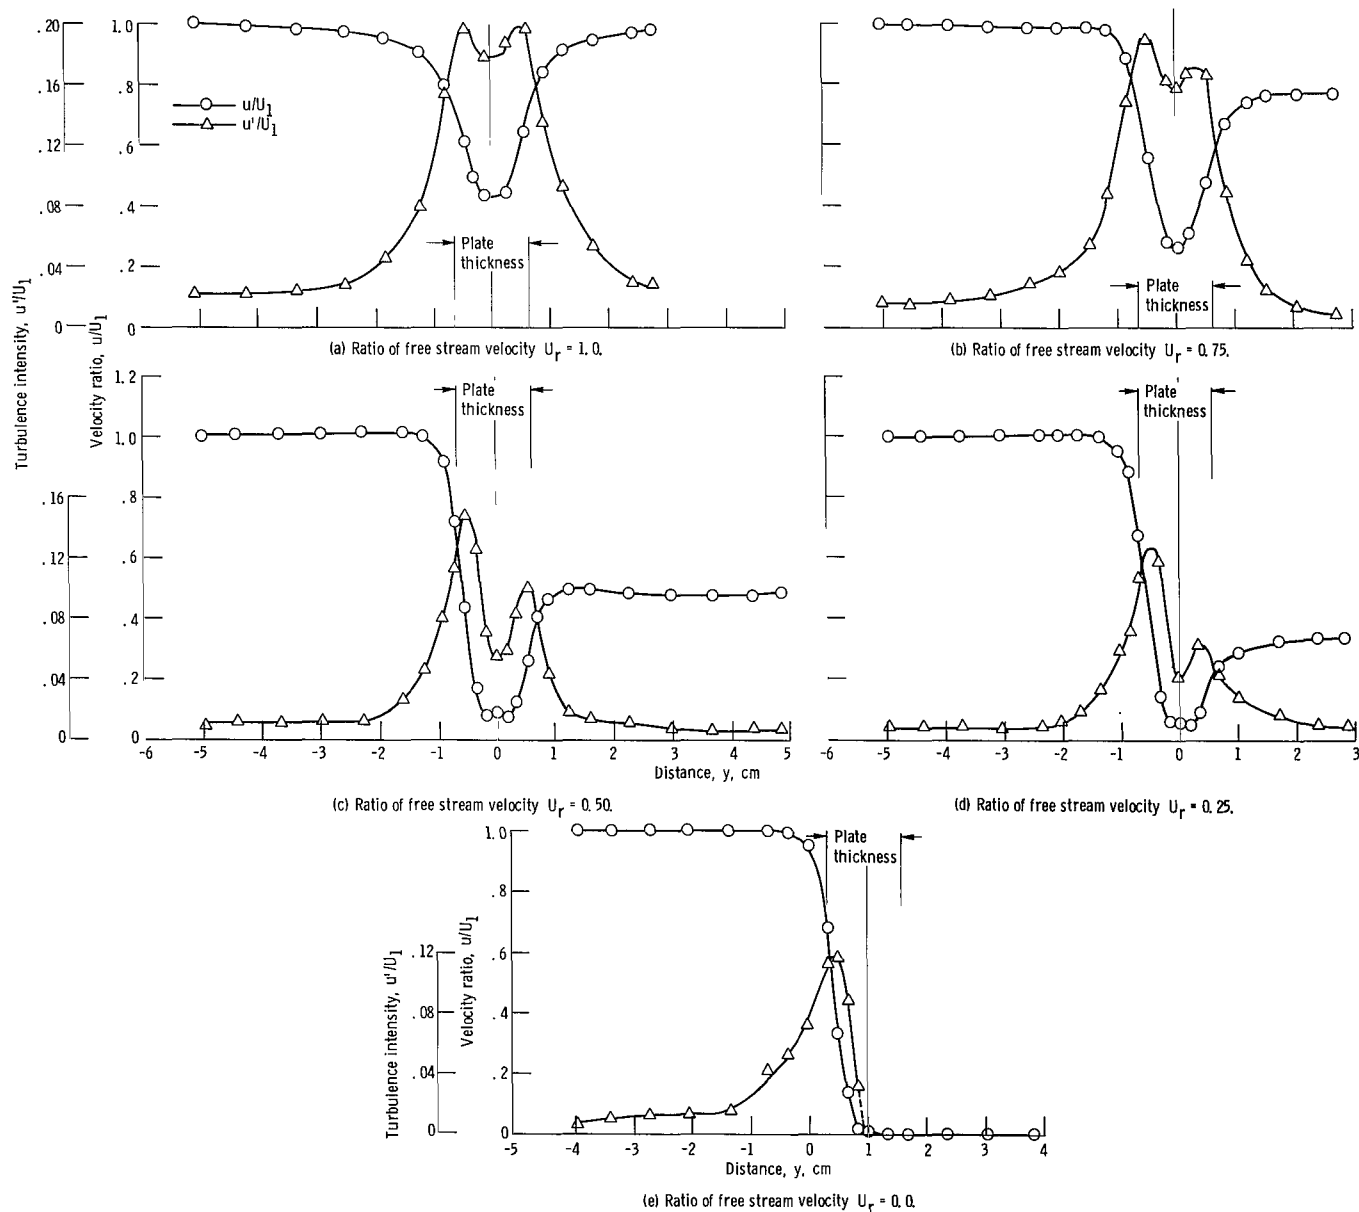 .20
.16
.12
.08
.04
0
1.0
.8
.6
.4
.2
0
u/U1
u'/U1
Plate
thickness
(a) Ratio of free stream velocity Ur = 1.0.
Plate
thickness
(b) Ratio of free stream velocity Ur = 0.75.
Turbulence intensity, u'/U1
Velocity ratio, u/U1
.16
.12
.08
.04
0
1.2
1.0
.8
.6
.4
.2
0
Plate
thickness
-6 -5 -4 -3 -2 -1 0 1 2 3 4 5
Distance, y, cm
(c) Ratio of free stream velocity Ur = 0.50.
Plate
thickness
-6 -5 -4 -3 -2 -1 0 1 2 3
(d) Ratio of free stream velocity Ur = 0.25.
Turbulence intensity, u'/U1
Velocity ratio, u/U1
.12
.08
.04
0
1.0
.8
.6
.4
.2
0
Plate
thickness
-5 -4 -3 -2 -1 0 1 2 3 4
Distance, y, cm
(e) Ratio of free stream velocity Ur = 0.0.